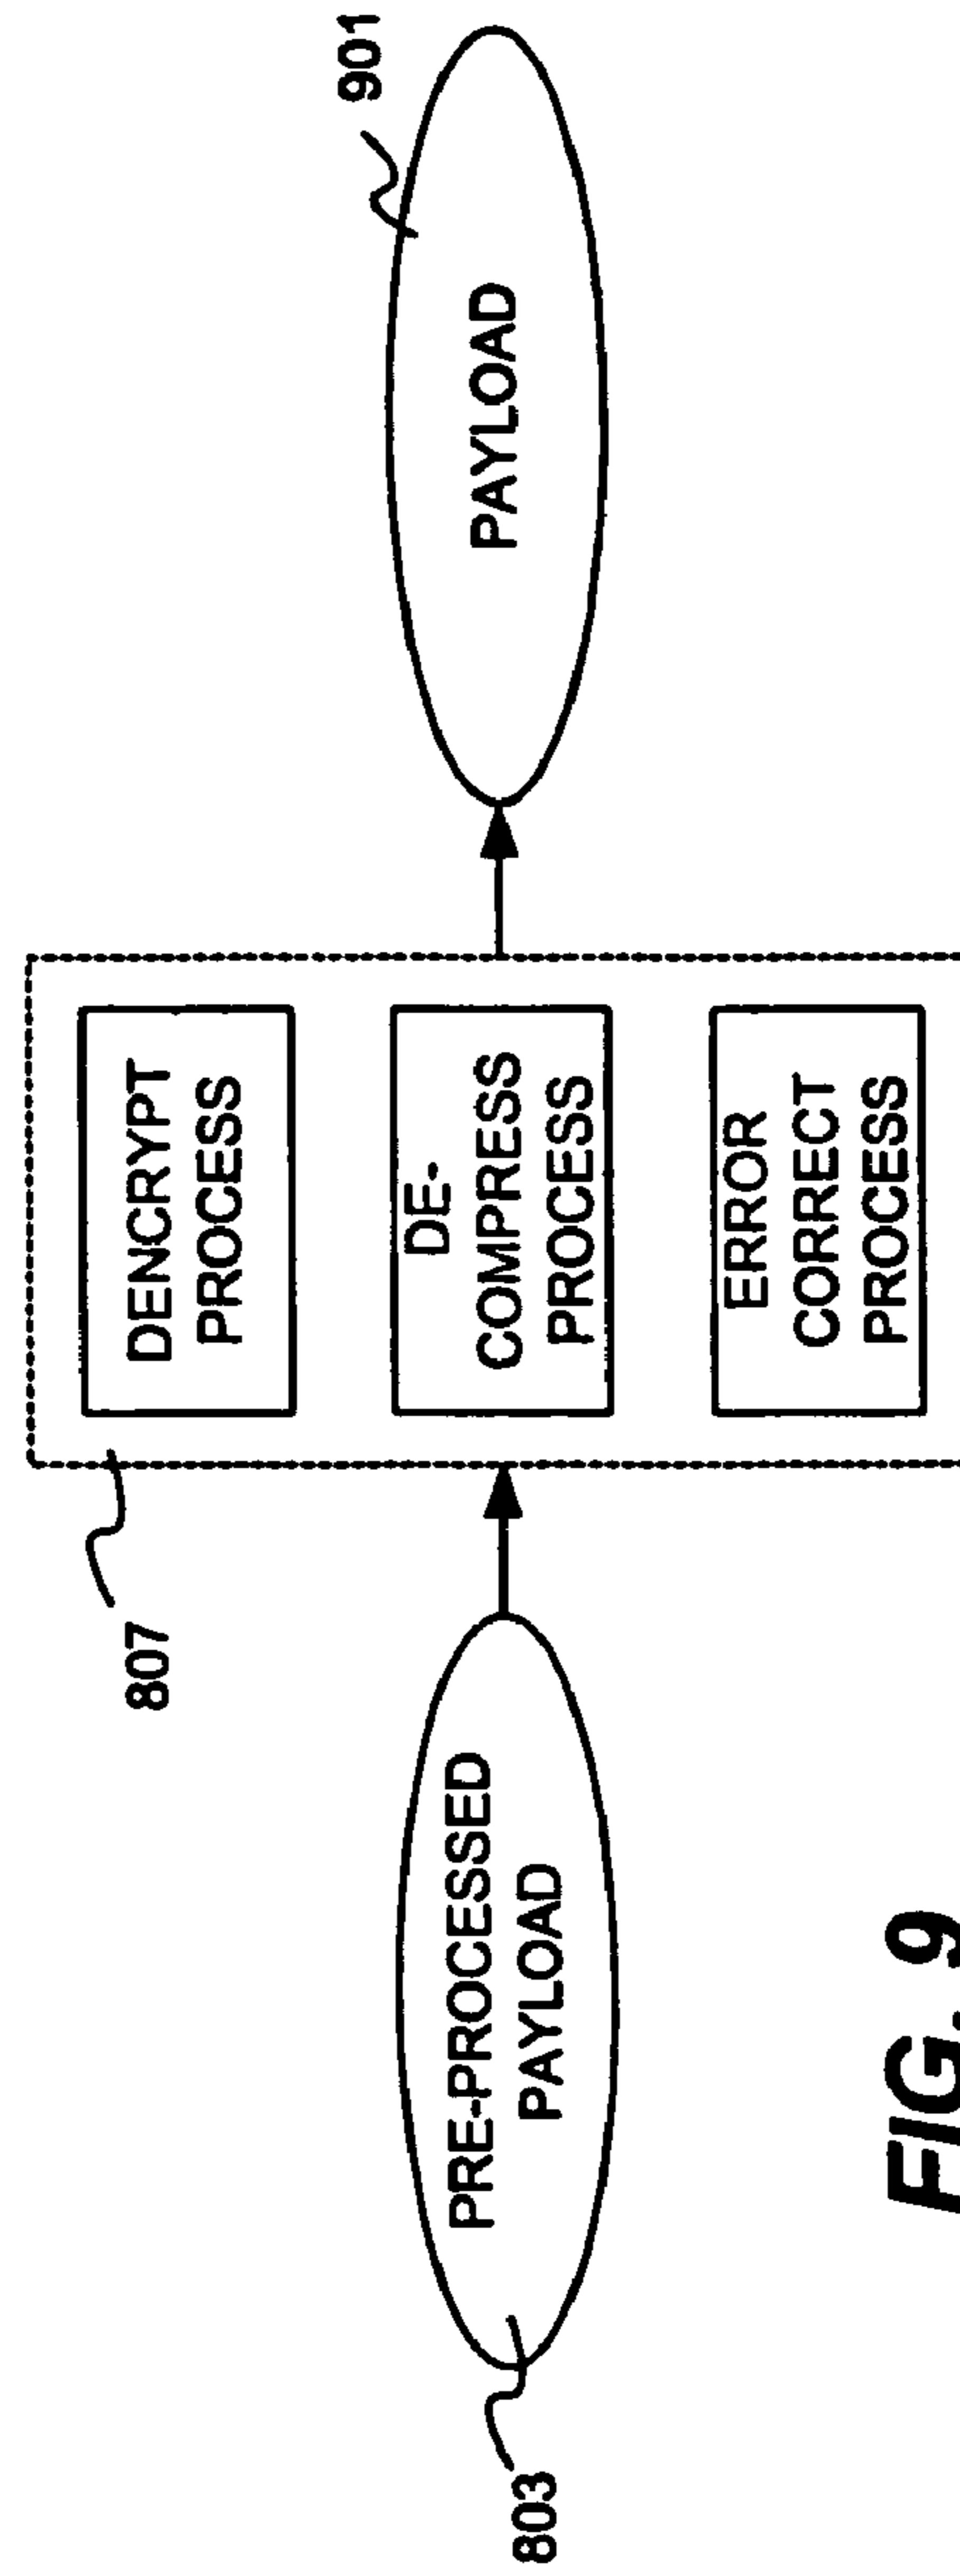 803
PRE-PROCESSED
PAYLOAD
807
DENCRYPT
PROCESS
DE-
COMPRESS
PROCESS
ERROR
CORRECT
PROCESS
901
PAYLOAD
FIG. 9